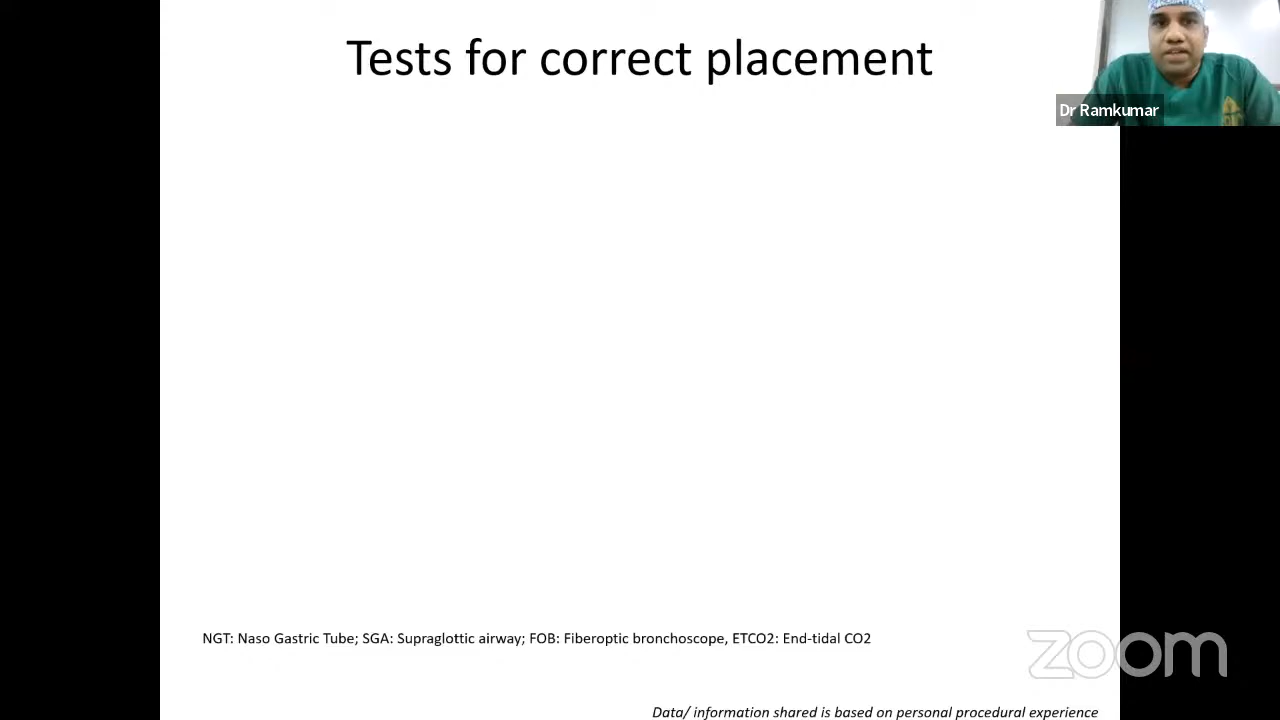 Tests for correct placement
Dr Ramkumar
NGT: Naso Gastric Tube; SGA: Supraglottic airway; FOB: Fiberoptic bronchoscope, ETCO2: End-tidal CO2
zoom
Data/ information shared is based on personal procedural experience